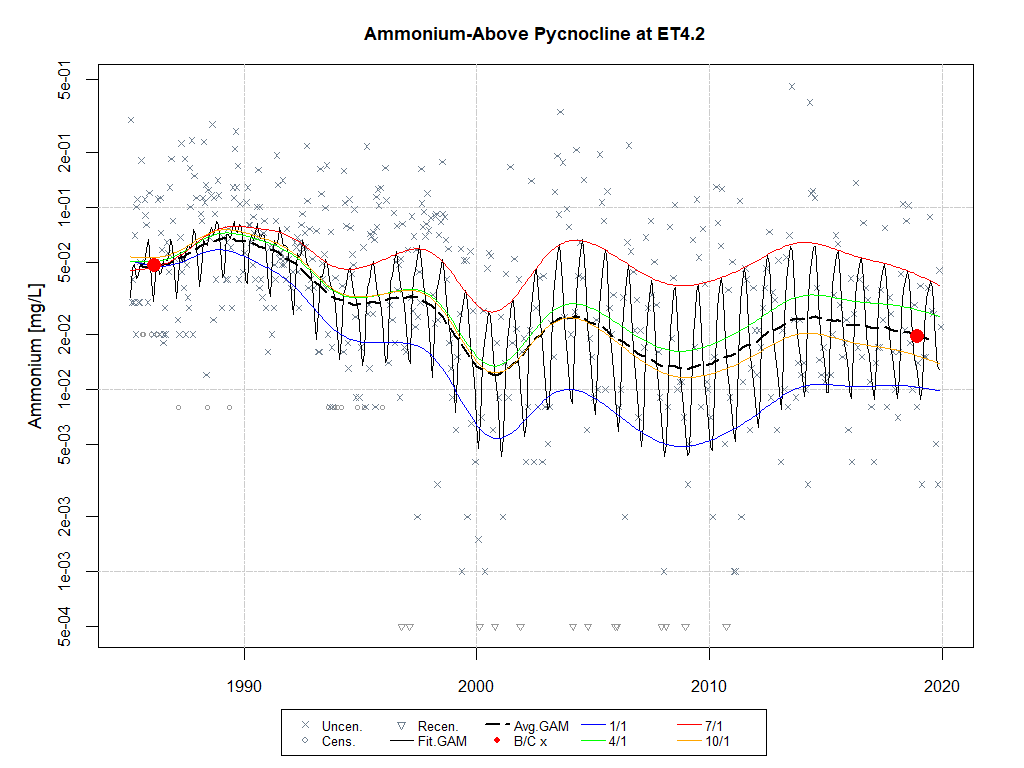 Ammonium-Above Pycnocline at ET4.2
Ammonium [mg/L]
5e-01
2e-01
1e-01
5e-02
2e-02
1e-02
5e-03
2e-03
1e-03
5e-04
1990 2000 2010 2020
Uncen. Recen. Avg.GAM 1/1 7/1
Cens. Fit.GAM B/C x 4/1 10/1